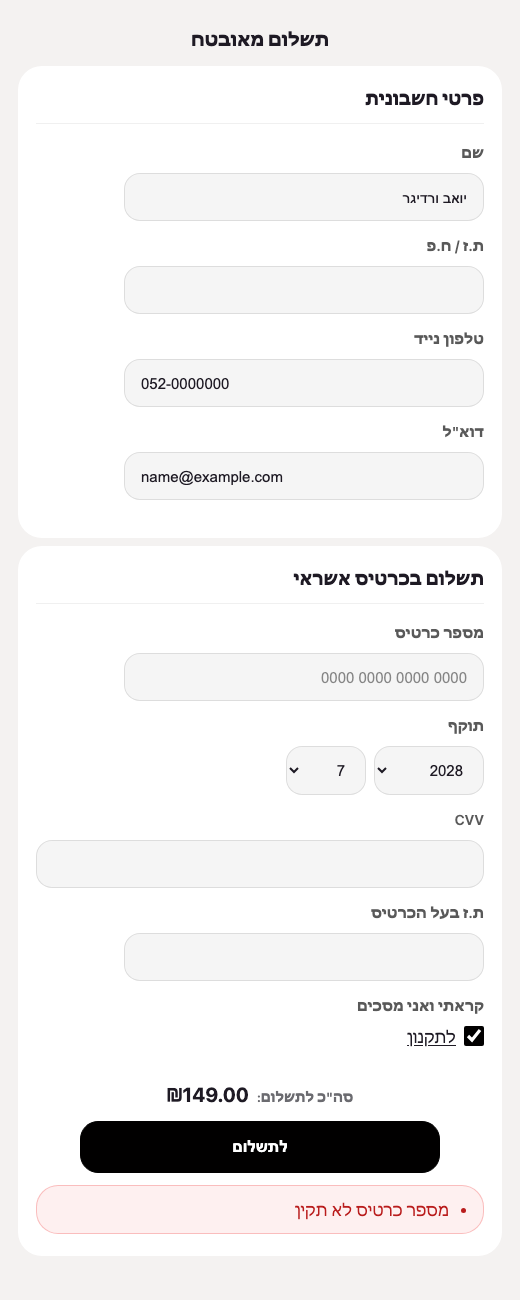 תשלום מאובטח
פרטי חשבונית
שם
יואב ורדיגר
ת.ז / ח.פ
טלפון נייד
052-0000000
דוא"ל
name@example.com
תשלום בכרטיס אשראי
מספר כרטיס
0000 0000 0000 0000
תוקף
2028 7
CVV
ת.ז בעל הכרטיס
קראתי ואני מסכים
לתקנון
סה"כ לתשלום: ₪149.00
לתשלום
• מספר כרטיס לא תקין